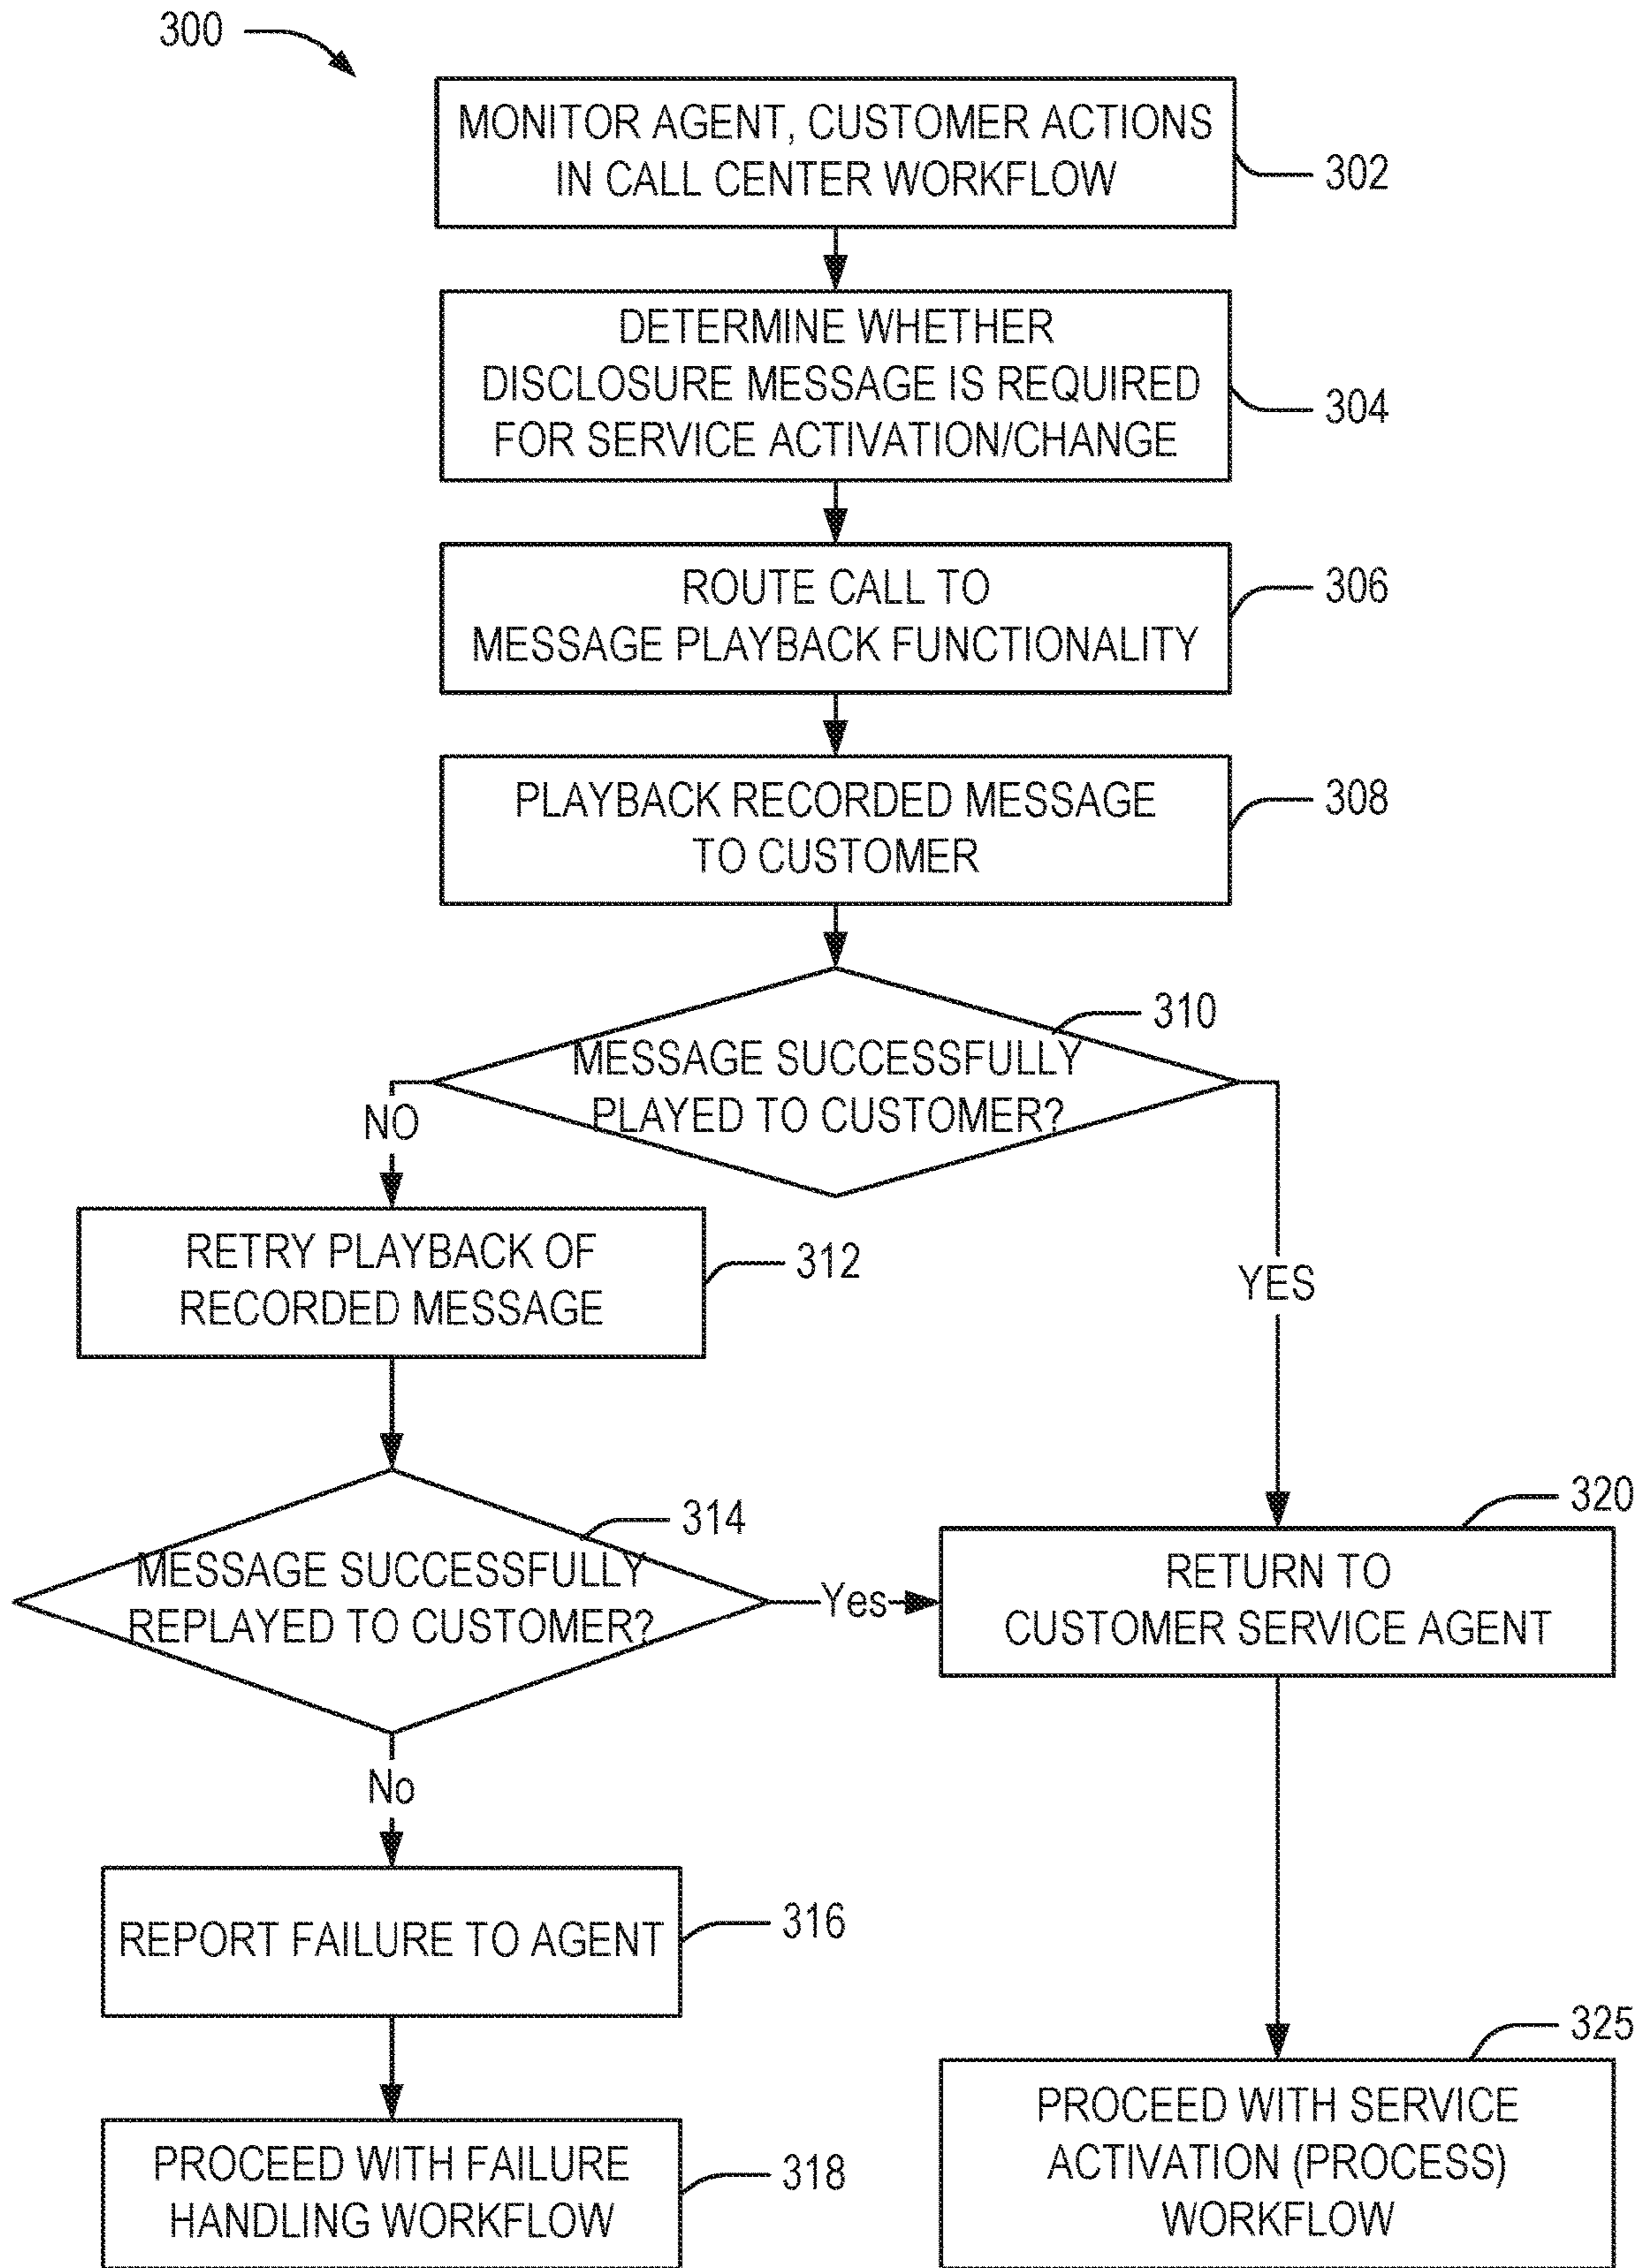 300
MONITOR AGENT, CUSTOMER ACTIONS
IN CALL CENTER WORKFLOW
302
DETERMINE WHETHER
DISCLOSURE MESSAGE IS REQUIRED
FOR SERVICE ACTIVATION/CHANGE
304
ROUTE CALL TO
MESSAGE PLAYBACK FUNCTIONALITY
306
PLAYBACK RECORDED MESSAGE
TO CUSTOMER
308
310
MESSAGE SUCCESSFULLY
PLAYED TO CUSTOMER?
NO
YES
RETRY PLAYBACK OF
RECORDED MESSAGE
312
314
MESSAGE SUCCESSFULLY
REPLAYED TO CUSTOMER?
Yes
320
RETURN TO
CUSTOMER SERVICE AGENT
No
REPORT FAILURE TO AGENT
316
PROCEED WITH FAILURE
HANDLING WORKFLOW
318
325
PROCEED WITH SERVICE
ACTIVATION (PROCESS)
WORKFLOW